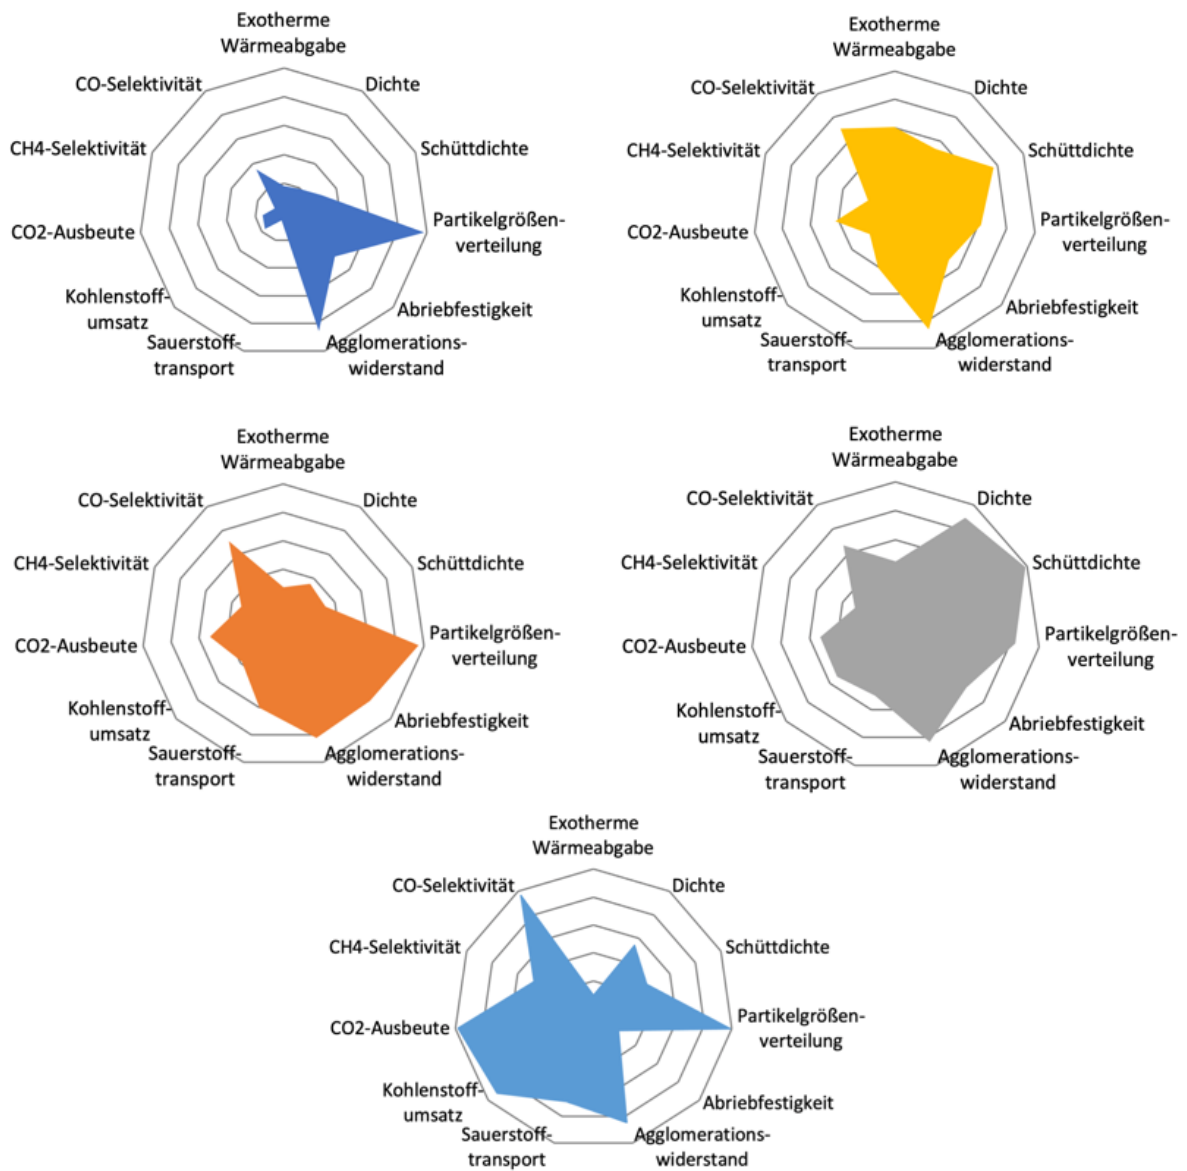 Exotherme
Wärmeabgabe
CO-Selektivität
Dichte
CH4-Selektivität
Schüttdichte
CO2-Ausbeute
Partikelgrößen-
verteilung
Kohlenstoff-
umsatz
Abriebfestigkeit
Sauerstoff-
transport
Agglomerations-
widerstand
Exotherme
Wärmeabgabe
CO-Selektivität
Dichte
CH4-Selektivität
Schüttdichte
CO2-Ausbeute
Partikelgrößen-
verteilung
Kohlenstoff-
umsatz
Abriebfestigkeit
Sauerstoff-
transport
Agglomerations-
widerstand
Exotherme
Wärmeabgabe
CO-Selektivität
Dichte
CH4-Selektivität
Schüttdichte
CO2-Ausbeute
Partikelgrößen-
verteilung
Kohlenstoff-
umsatz
Abriebfestigkeit
Sauerstoff-
transport
Agglomerations-
widerstand
Exotherme
Wärmeabgabe
CO-Selektivität
Dichte
CH4-Selektivität
Schüttdichte
CO2-Ausbeute
Partikelgrößen-
verteilung
Kohlenstoff-
umsatz
Abriebfestigkeit
Sauerstoff-
transport
Agglomerations-
widerstand
Exotherme
Wärmeabgabe
CO-Selektivität
Dichte
CH4-Selektivität
Schüttdichte
CO2-Ausbeute
Partikelgrößen-
verteilung
Kohlenstoff-
umsatz
Abriebfestigkeit
Sauerstoff-
transport
Agglomerations-
widerstand